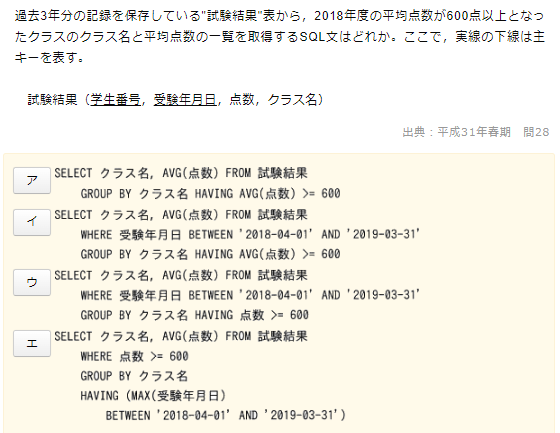 過去3年分の記録を保存している"試験結果"表から，2018年度の平均点数が600点以上となっ
たクラスのクラス名と平均点数の一覧を取得するSQL文はどれか。ここで，実線の下線は主
キーを表す。
試験結果（学生番号，受験年月日，点数，クラス名）
出典：平成31年春期　問28
ア SELECT クラス名, AVG(点数) FROM 試験結果
GROUP BY クラス名 HAVING AVG(点数) >= 600
イ SELECT クラス名, AVG(点数) FROM 試験結果
WHERE 受験年月日 BETWEEN '2018-04-01' AND '2019-03-31'
GROUP BY クラス名 HAVING AVG(点数) >= 600
ウ SELECT クラス名, AVG(点数) FROM 試験結果
WHERE 受験年月日 BETWEEN '2018-04-01' AND '2019-03-31'
GROUP BY クラス名 HAVING 点数 >= 600
エ SELECT クラス名, AVG(点数) FROM 試験結果
WHERE 点数 >= 600
GROUP BY クラス名
HAVING (MAX(受験年月日)
BETWEEN '2018-04-01' AND '2019-03-31')